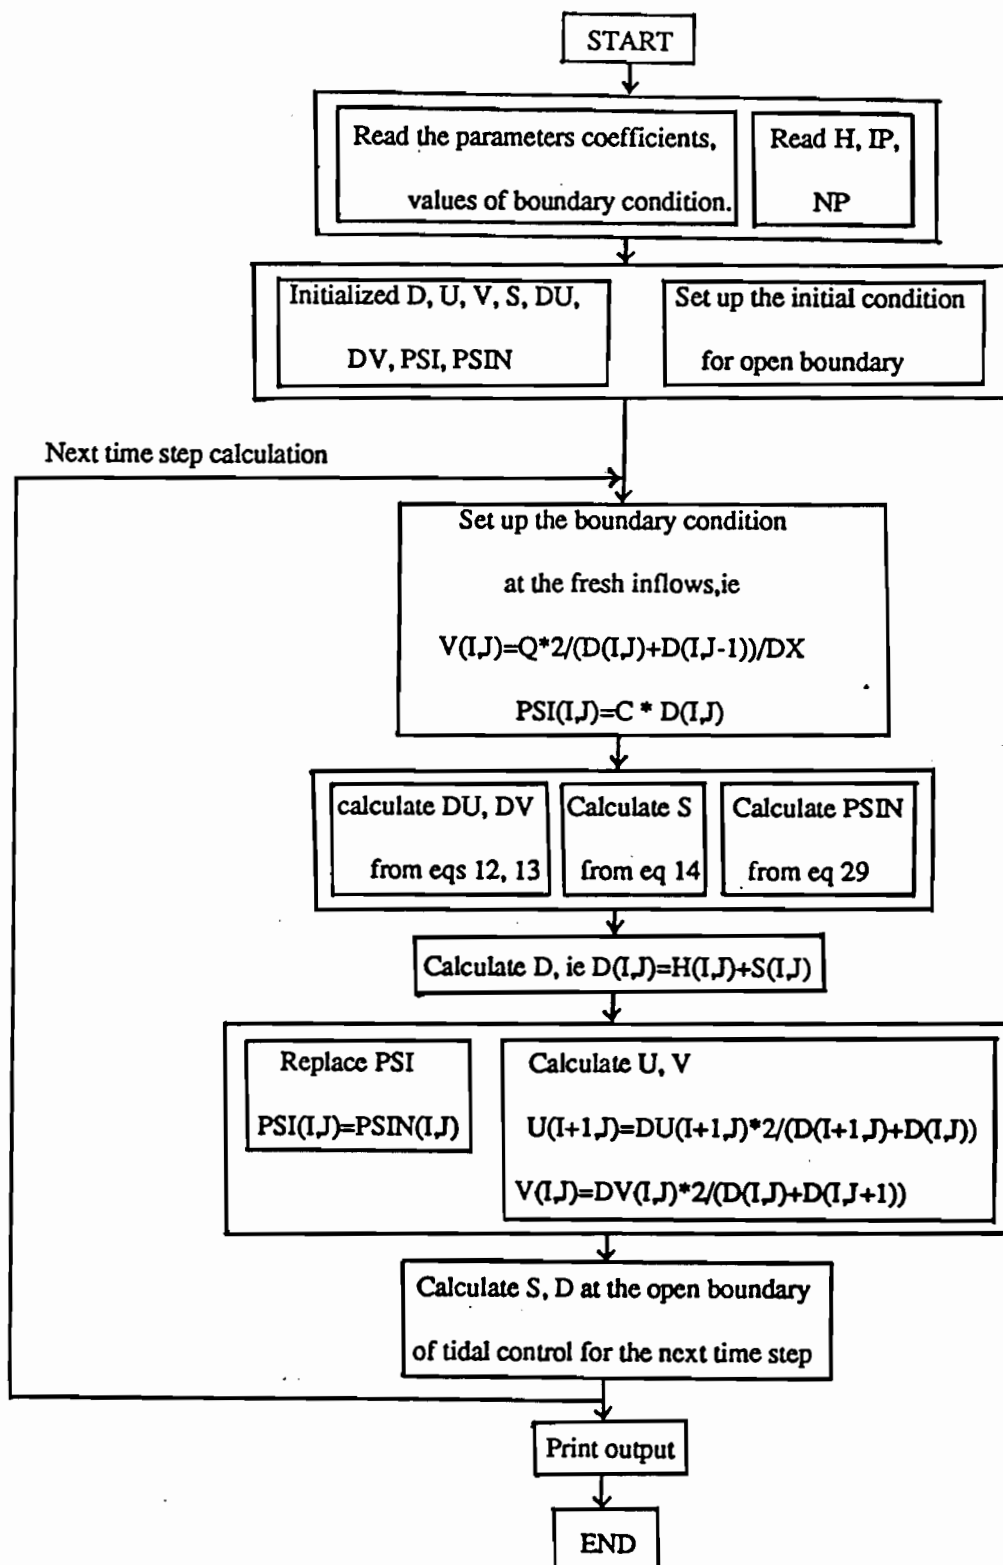 START
Read the parameters coefficients,
values of boundary condition.
Read H, IP,
NP
Initialized D, U, V, S, DU,
DV, PSI, PSIN
Set up the initial condition
for open boundary
Next time step calculation
Set up the boundary condition
at the fresh inflows,ie
V(I,J)=Q*2/(D(I,J)+D(I,J-1))/DX
PSI(I,J)=C * D(I,J)
calculate DU, DV
from eqs 12, 13
Calculate S
from eq 14
Calculate PSIN
from eq 29
Calculate D, ie D(I,J)=H(I,J)+S(I,J)
Replace PSI
PSI(I,J)=PSIN(I,J)
Calculate U, V
U(I+1,J)=DU(I+1,J)*2/(D(I+1,J)+D(I,J))
V(I,J)=DV(I,J)*2/(D(I,J)+D(I,J+1))
Calculate S, D at the open boundary
of tidal control for the next time step
Print output
END